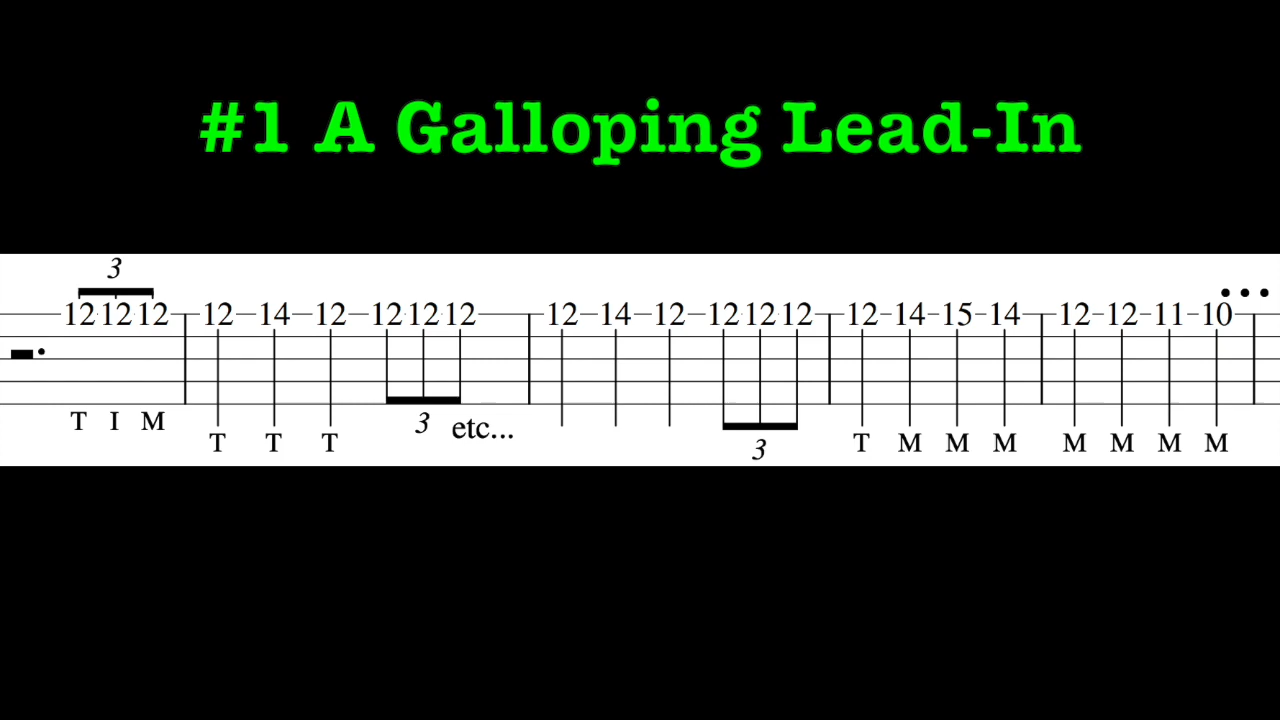 #1 A Galloping Lead-In
3
12 12 12 12 14 12 12 12 12 12 14 12 12 12 12 12 14 15 14 12 12 11 10 •••
T I M 3 etc...
T T T 3 T M M M M M M M